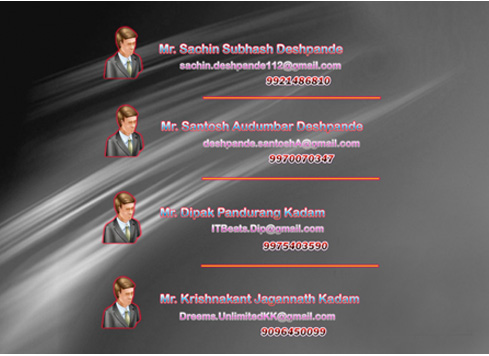 Mr. Sachin Subhash Deshpande
sachin.deshpande112@gmail.com
9921486810
Mr. Santosh Audumbar Deshpande
deshpande.santoshA@gmail.com
9970070347
Mr. Dipak Pandurang Kadam
ITBeats.Dip@gmail.com
9975403590
Mr. Krishnakant Jagannath Kadam
Dreams.UnlimitedKK@gmail.com
9096450099